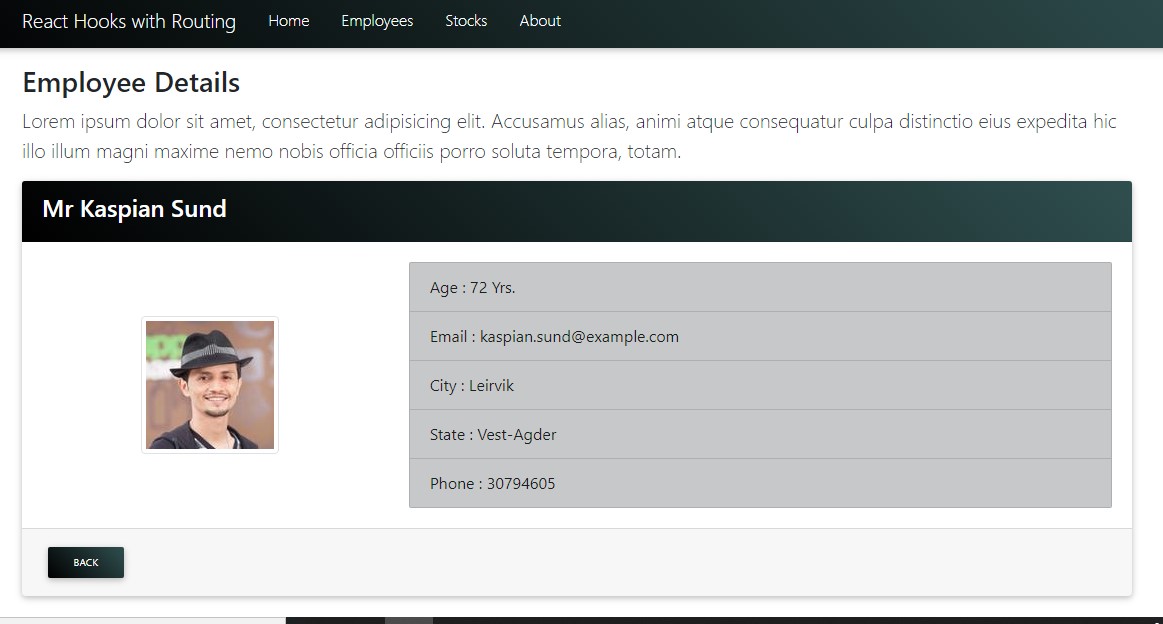 React Hooks with Routing Home Employees Stocks About
Employee Details
Lorem ipsum dolor sit amet, consectetur adipisicing elit. Accusamus alias, animi atque consequatur culpa distinctio eius expedita hic
illo illum magni maxime nemo nobis officia officiis porro soluta tempora, totam.
Mr Kaspian Sund
Age : 72 Yrs.
Email : kaspian.sund@example.com
City : Leirvik
State : Vest-Agder
Phone : 30794605
BACK